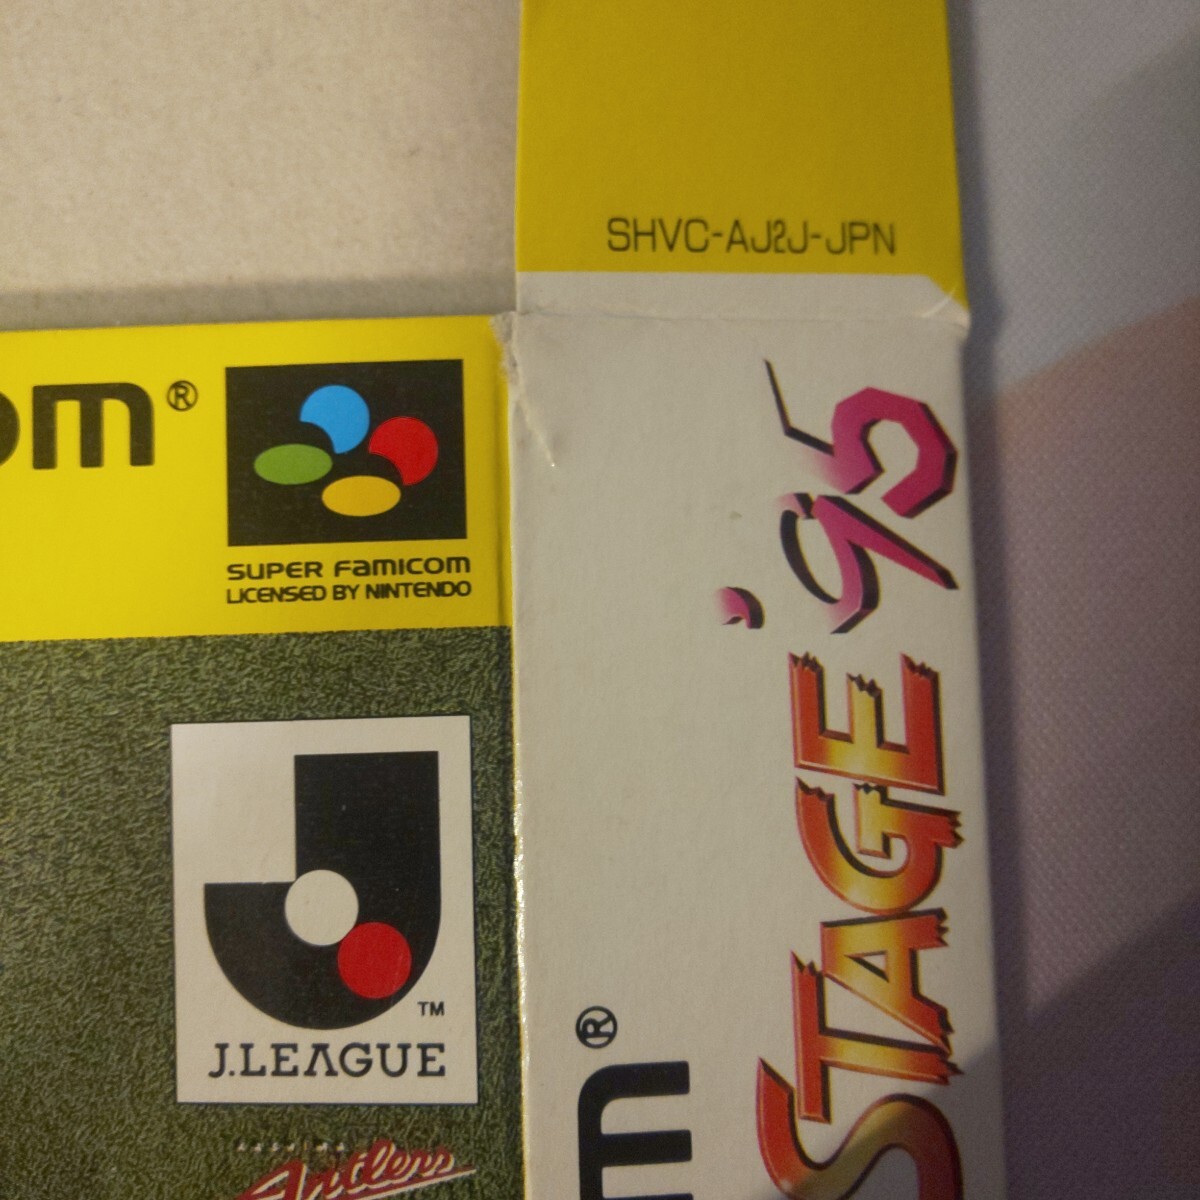 SHVC-AJ2J-JPN
om®
SUPER FAMICOM
LICENSED BY NINTENDO
J.LEAGUE
TM
Antlers
STAGE '95
m®